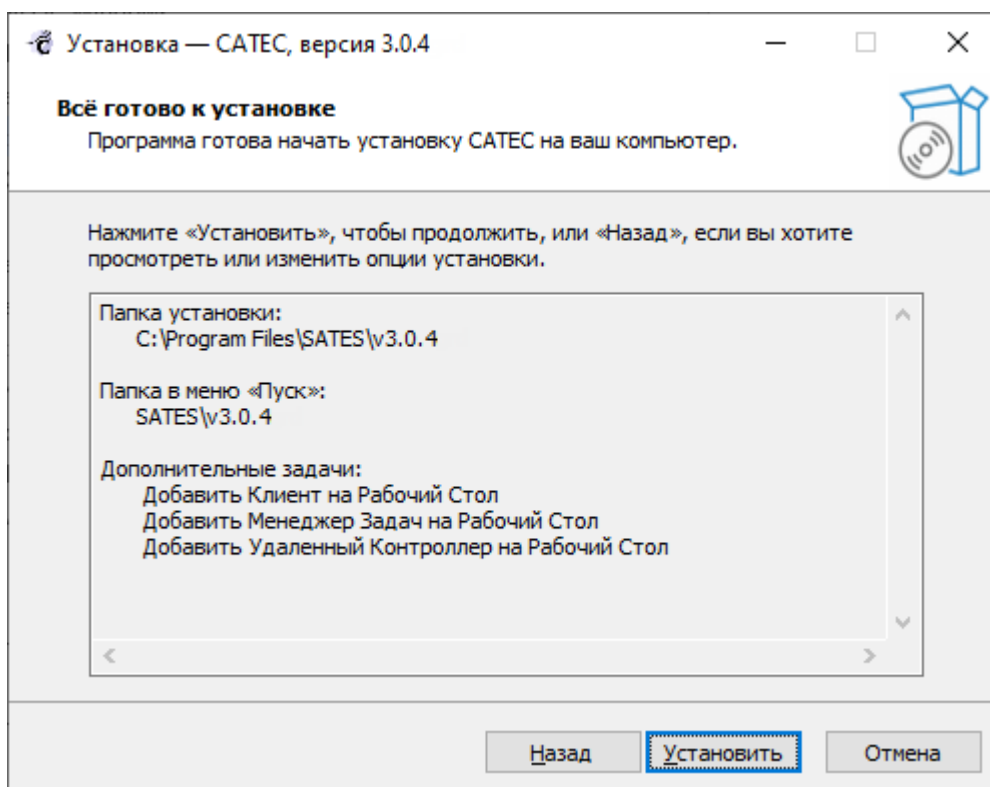 Установка — САТЕС, версия 3.0.4
Всё готово к установке
Программа готова начать установку САТЕС на ваш компьютер.
Нажмите «Установить», чтобы продолжить, или «Назад», если вы хотите
просмотреть или изменить опции установки.
Папка установки:
C:\Program Files\SATES\v3.0.4
Папка в меню «Пуск»:
SATES\v3.0.4
Дополнительные задачи:
Добавить Клиент на Рабочий Стол
Добавить Менеджер Задач на Рабочий Стол
Добавить Удаленный Контроллер на Рабочий Стол
Назад
Установить
Отмена